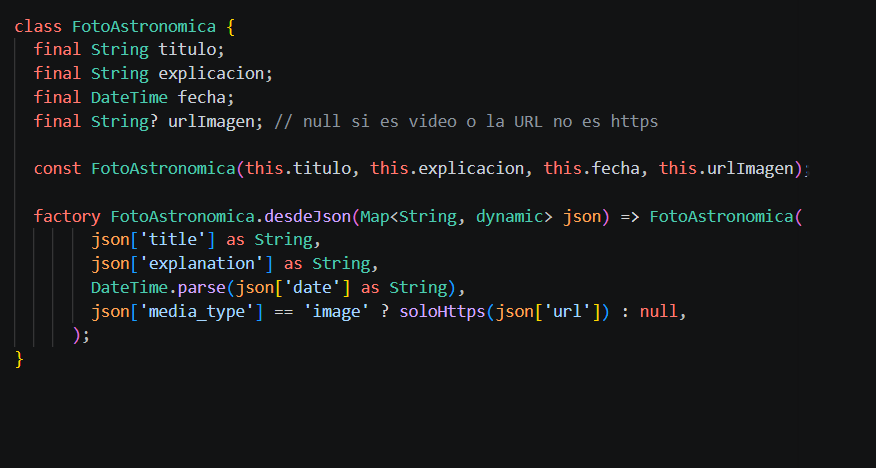 class FotoAstronomica {
  final String titulo;
  final String explicacion;
  final DateTime fecha;
  final String? urlImagen; // null si es video o la URL no es https

  const FotoAstronomica(this.titulo, this.explicacion, this.fecha, this.urlImagen);

  factory FotoAstronomica.desdeJson(Map<String, dynamic> json) => FotoAstronomica(
        json['title'] as String,
        json['explanation'] as String,
        DateTime.parse(json['date'] as String),
        json['media_type'] == 'image' ? soloHttps(json['url']) : null,
      );
}